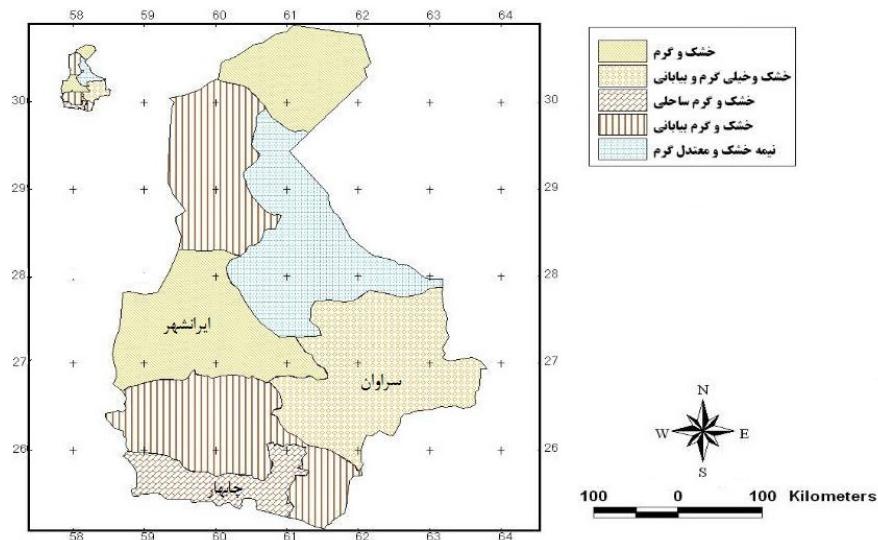 58 59 60 61 62 63 64
خشک و گرم
خشک وخیلی گرم و بیابانی
خشک و گرم ساحلی
خشک و گرم بیابانی
نیمه خشک و معتدل گرم
30 30
29 29
28 28
ایرانشهر
27 27
سراوان
26 26
چابهار
58 59 60 61 62 63 64
N
W E
S
100 0 100 Kilometers